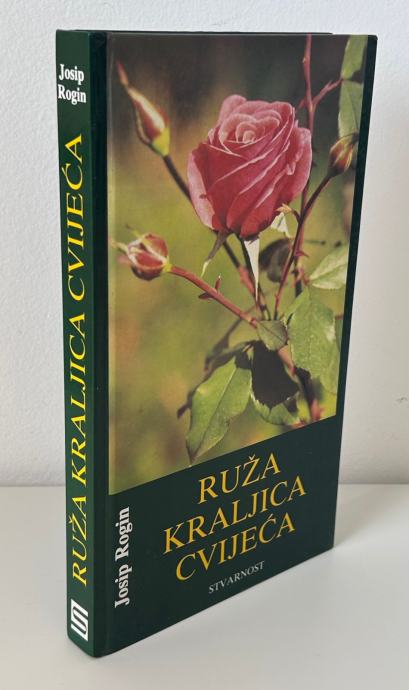 Josip
Rogin
RUŽA KRALJICA CVIJEĆA
Josip Rogin
RUŽA
KRALJICA
CVIJEĆA
STVARNOST